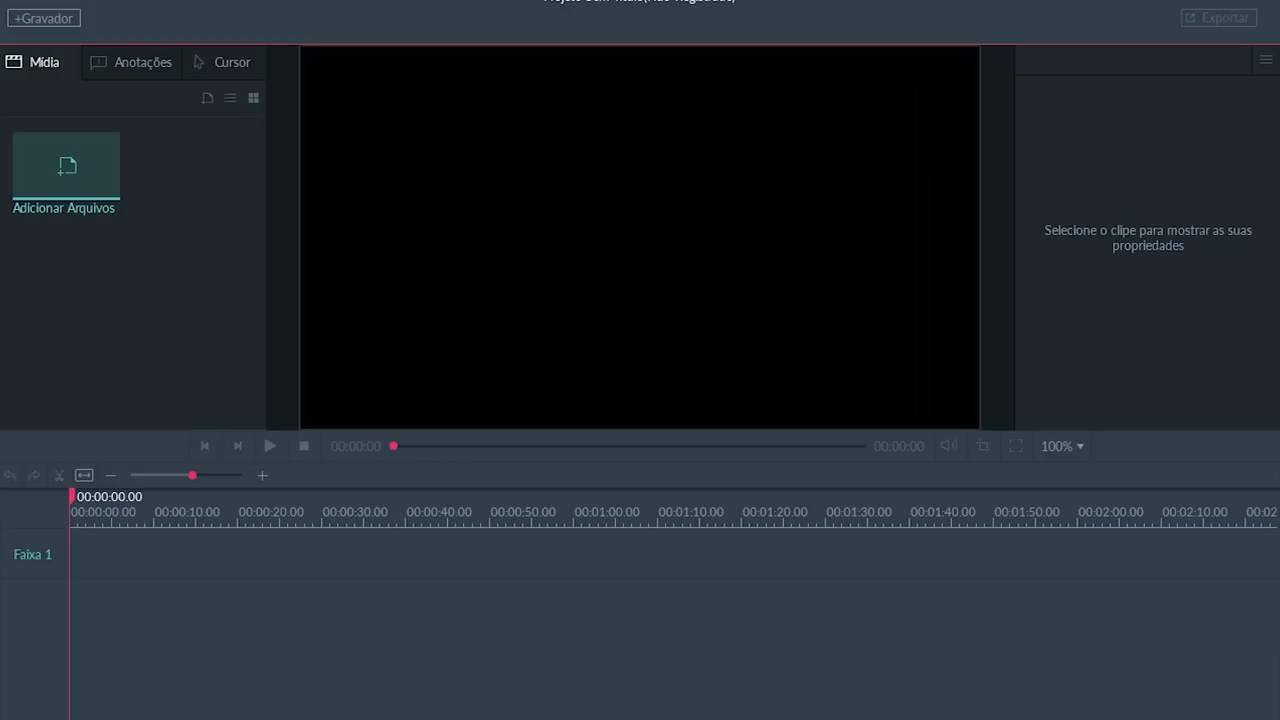 +Gravador
Exportar
Mídia
Anotações
Cursor
Adicionar Arquivos
Selecione o clipe para mostrar as suas
propriedades
00:00:00
00:00:00
100%
00:00:00.00
00:00:00.00 00:00:10.00 00:00:20.00 00:00:30.00 00:00:40.00 00:00:50.00 00:01:00.00 00:01:10.00 00:01:20.00 00:01:30.00 00:01:40.00 00:01:50.00 00:02:00.00 00:02:10.00 00:02
Faixa 1